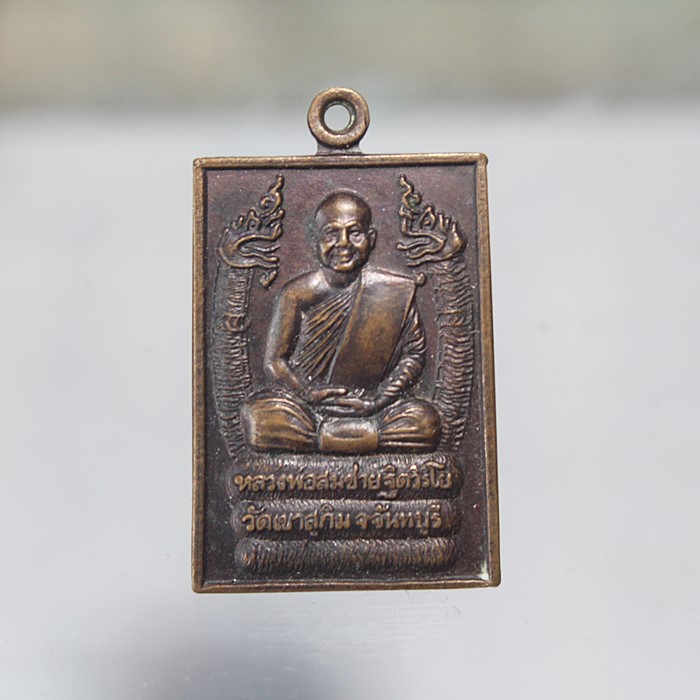 หลวงพ่อสมชาย ฐิตวิริโย
วัดเขาสุกิม จ.จันทบุรี